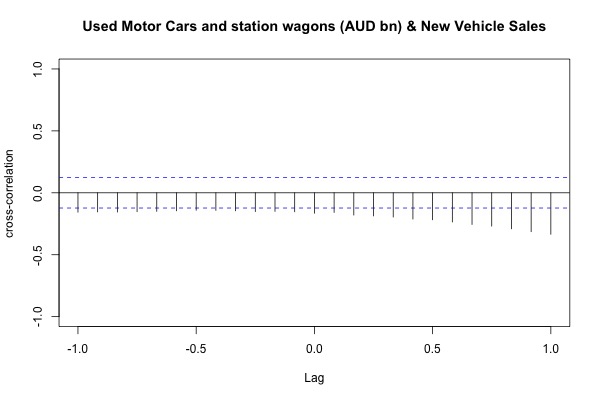 Used Motor Cars and station wagons (AUD bn) & New Vehicle Sales
cross-correlation
1.0
0.5
0.0
-0.5
-1.0
-1.0 -0.5 0.0 0.5 1.0
Lag